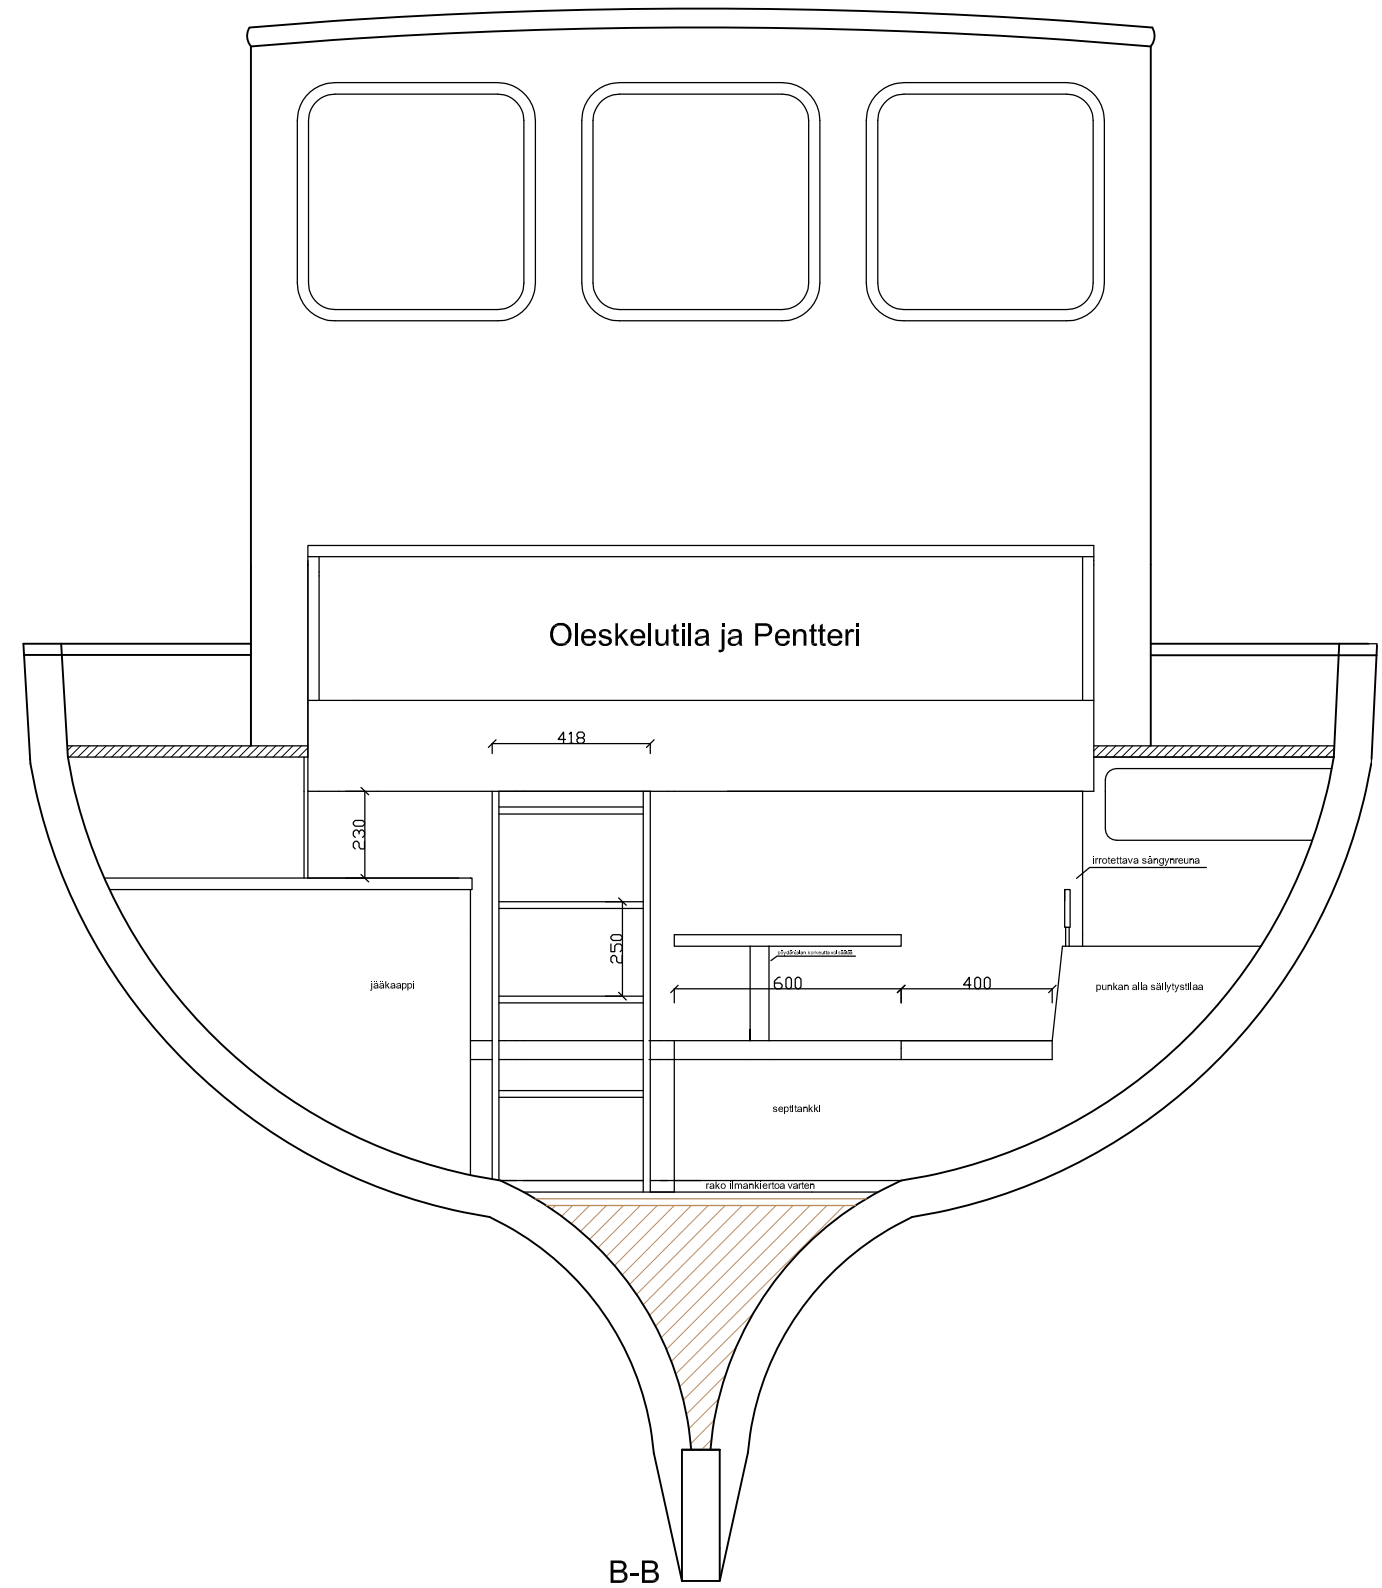 Oleskelutila ja Pentteri
418
230
irrotettava sängynreuna
250
600
400
jääkaappi
punkan alla säilytystilaa
septitankki
rako ilmankiertoa varten
B-B